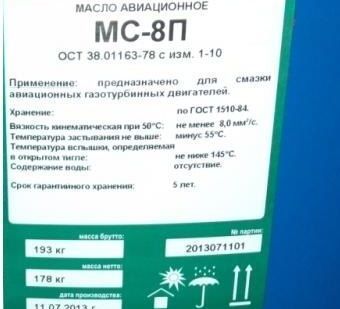 МАСЛО АВИАЦИОННОЕ
МС-8П
ОСТ 38.01163-78 с изм. 1-10
Применение: предназначено для смазки
авиационных газотурбинных двигателей.
Хранение: по ГОСТ 1510-84.
Вязкость кинематическая при 50°С: не менее 8,0 мм²/с.
Температура застывания не выше: минус 55°С.
Температура вспышки, определяемая
в открытом тигле: не ниже 145°С.
Содержание воды: отсутствие.
Срок гарантийного хранения: 5 лет.
масса брутто:
193 кг
№ партии:
2013071101
масса нетто:
178 кг
дата производства:
11.07.2013 г